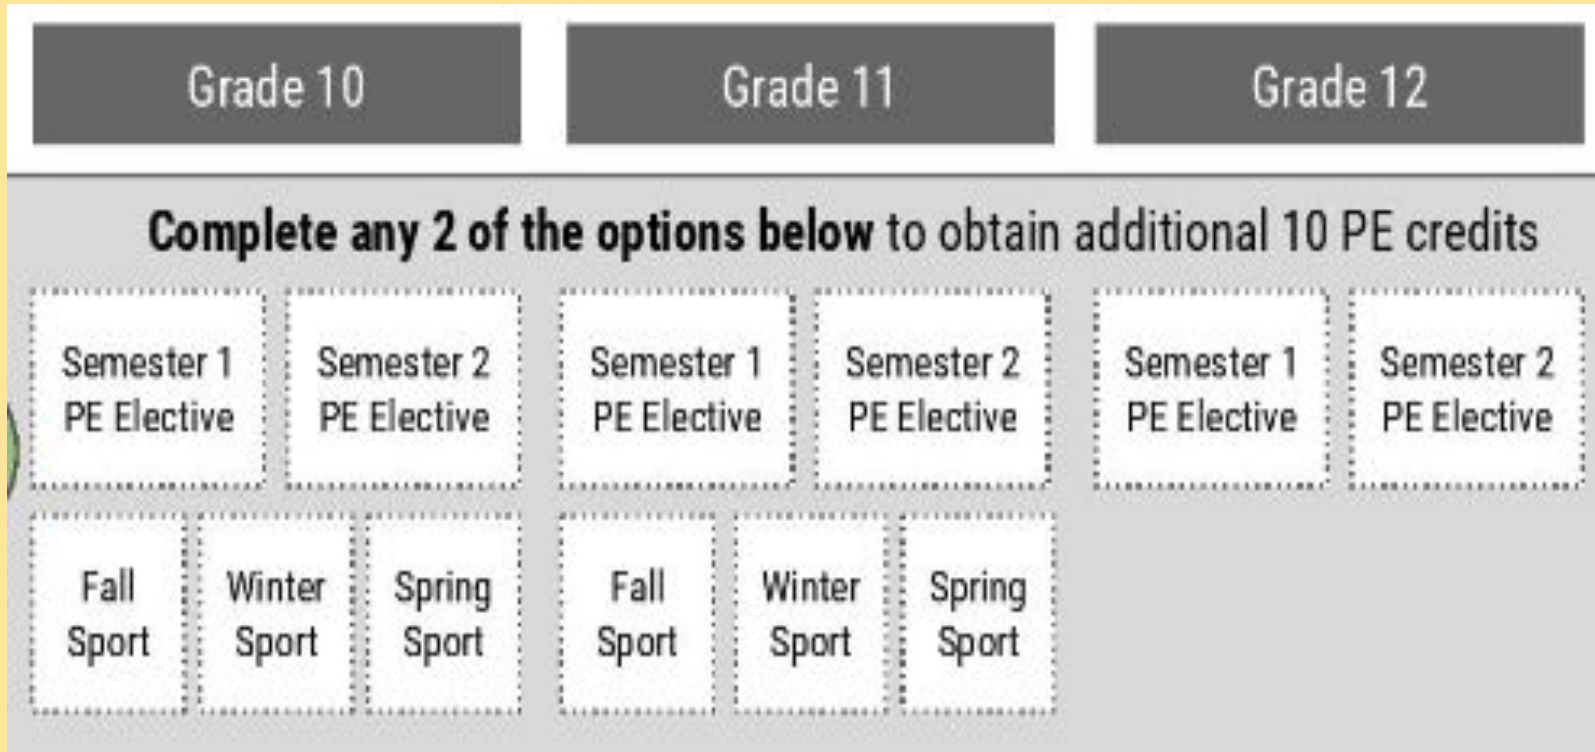 Grade 10
Grade 11
Grade 12
Complete any 2 of the options below to obtain additional 10 PE credits
Semester 1
PE Elective
Semester 2
PE Elective
Semester 1
PE Elective
Semester 2
PE Elective
Semester 1
PE Elective
Semester 2
PE Elective
Fall
Sport
Winter
Sport
Spring
Sport
Fall
Sport
Winter
Sport
Spring
Sport